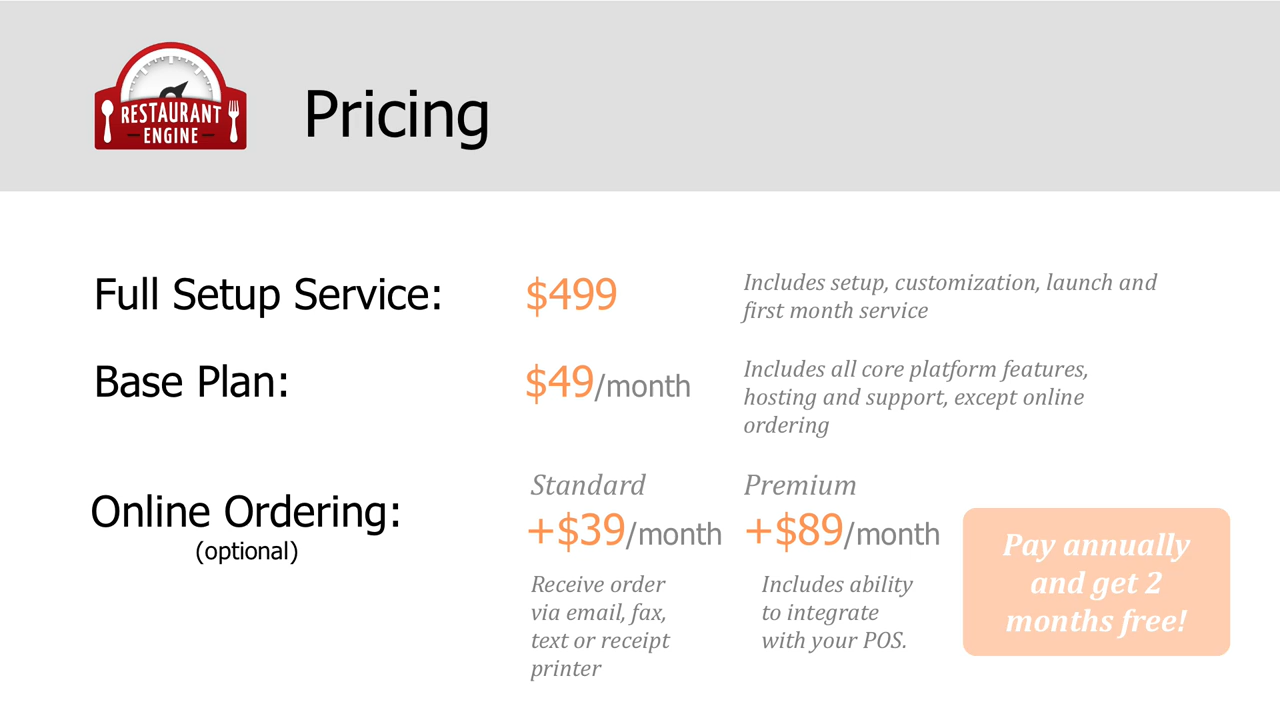 RESTAURANT
ENGINE
Pricing
Full Setup Service:
$499
Includes setup, customization, launch and
first month service
Base Plan:
$49/month
Includes all core platform features,
hosting and support, except online
ordering
Online Ordering:
(optional)
Standard
+$39/month
Receive order
via email, fax,
text or receipt
printer
Premium
+$89/month
Includes ability
to integrate
with your POS.
Pay annually
and get 2
months free!